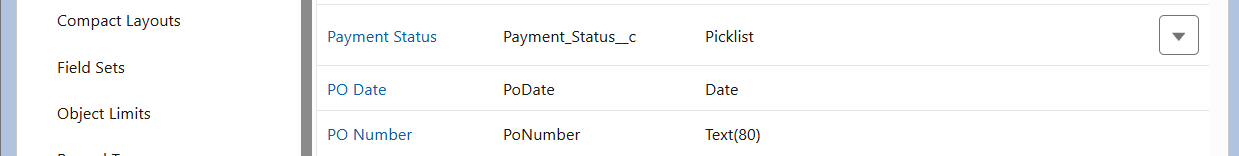 Compact Layouts
Field Sets
Object Limits
Payment Status Payment_Status__c Picklist
PO Date PoDate Date
PO Number PoNumber Text(80)